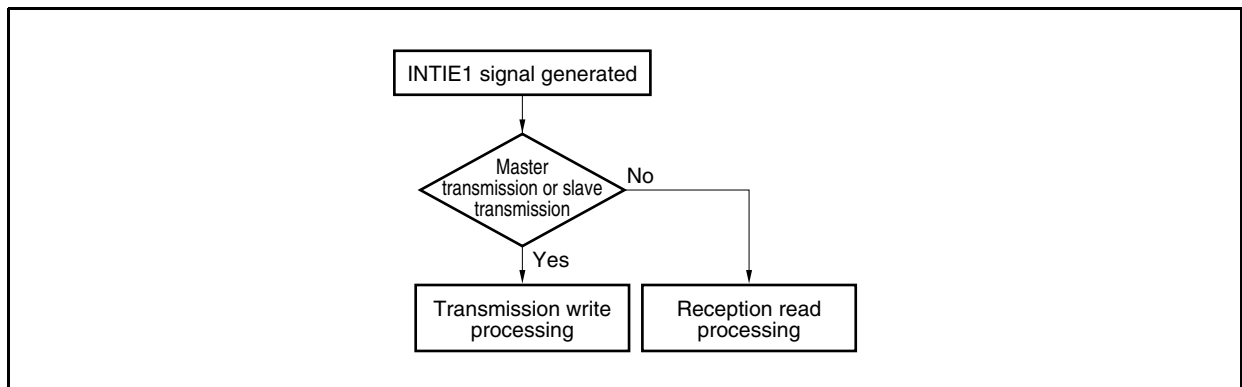 INTIE1 signal generated
Master
transmission or slave
transmission
No
Yes
Transmission write
processing
Reception read
processing